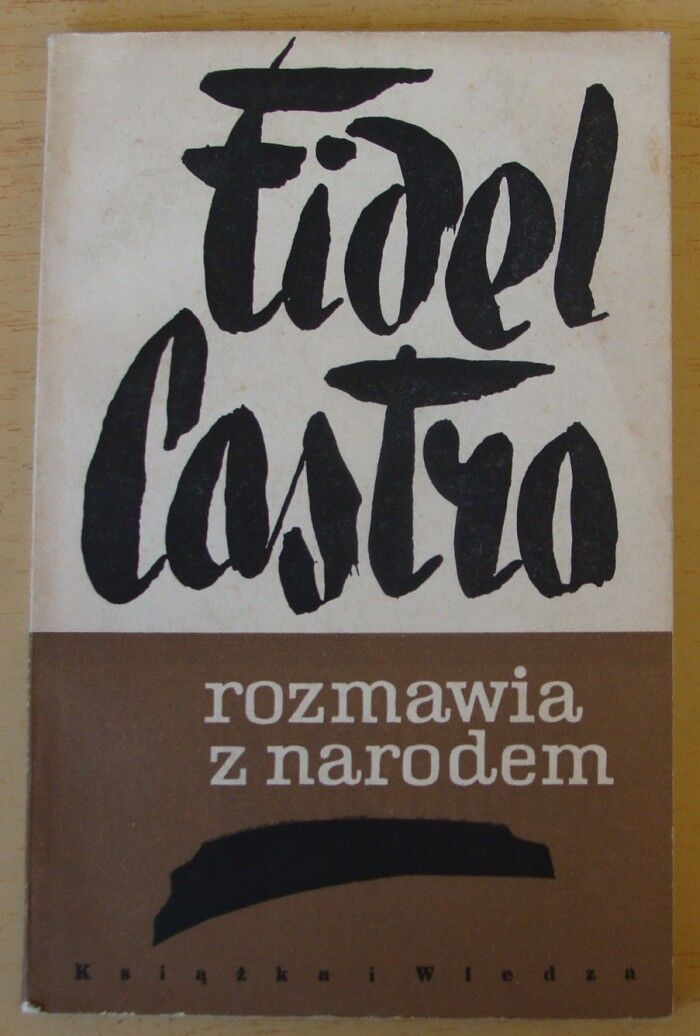 Fidel
Castro
rozmawia
z narodem
Książka i Wiedza